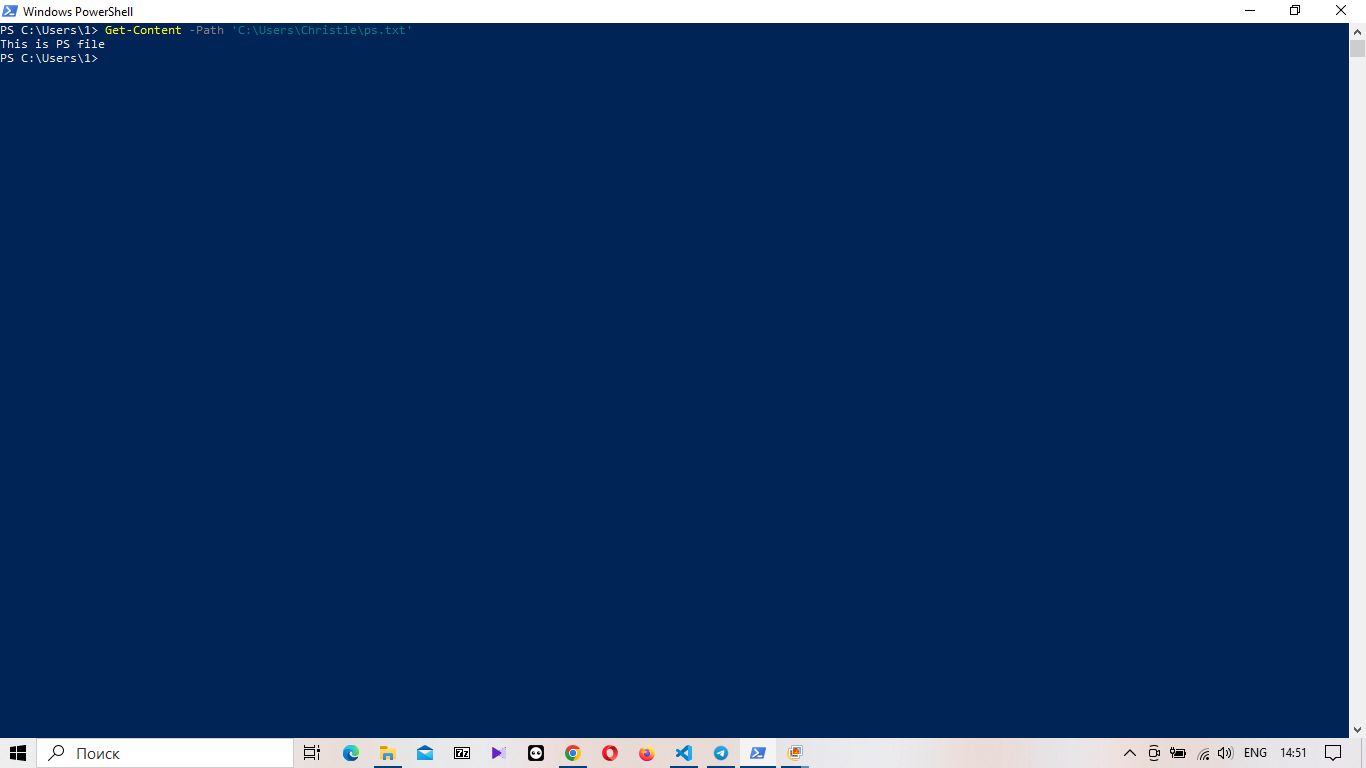 Windows PowerShell
PS C:\Users\1> Get-Content -Path 'C:\Users\Christle\ps.txt'
This is PS file
PS C:\Users\1>
Поиск
7z
ENG
14:51